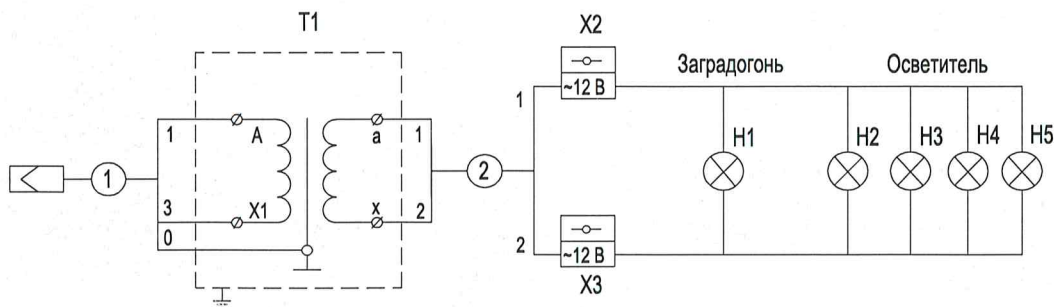 T1
X2
~12 В
Заградогонь
Осветитель
1
1
A
a
1
H1
H2
H3
H4
H5
1
2
3
X1
x
2
0
2
~12 В
X3